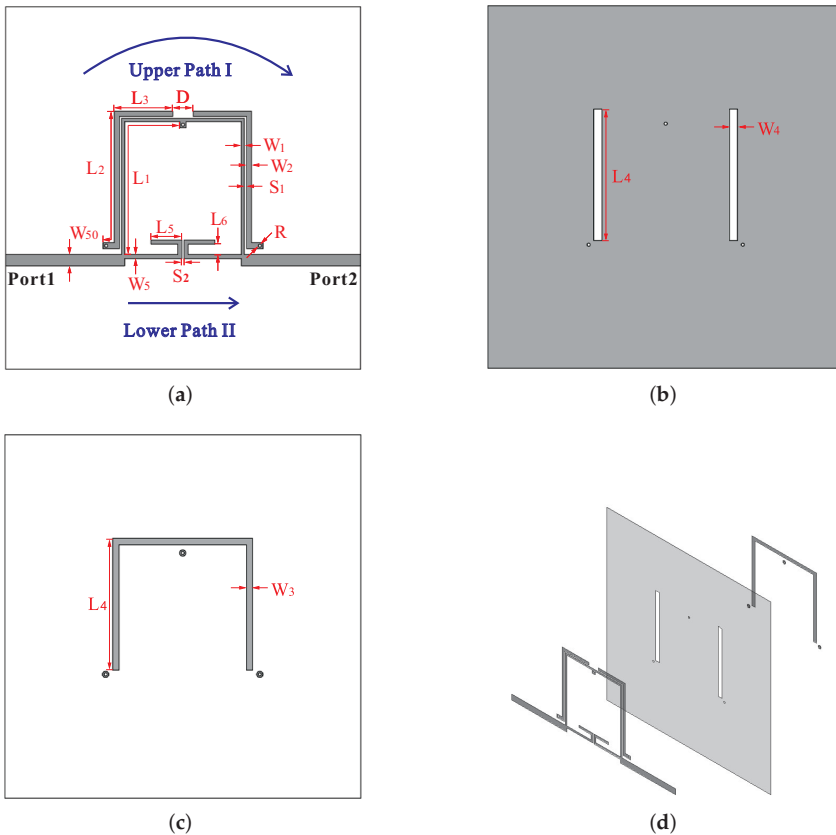 Upper Path I
L3
D
W1
L2
L1
W2
S1
L5
L6
W50
R
W5
S2
Port1
Port2
Lower Path II
(a)
W4
L4
(b)
W3
L4
(c)
(d)